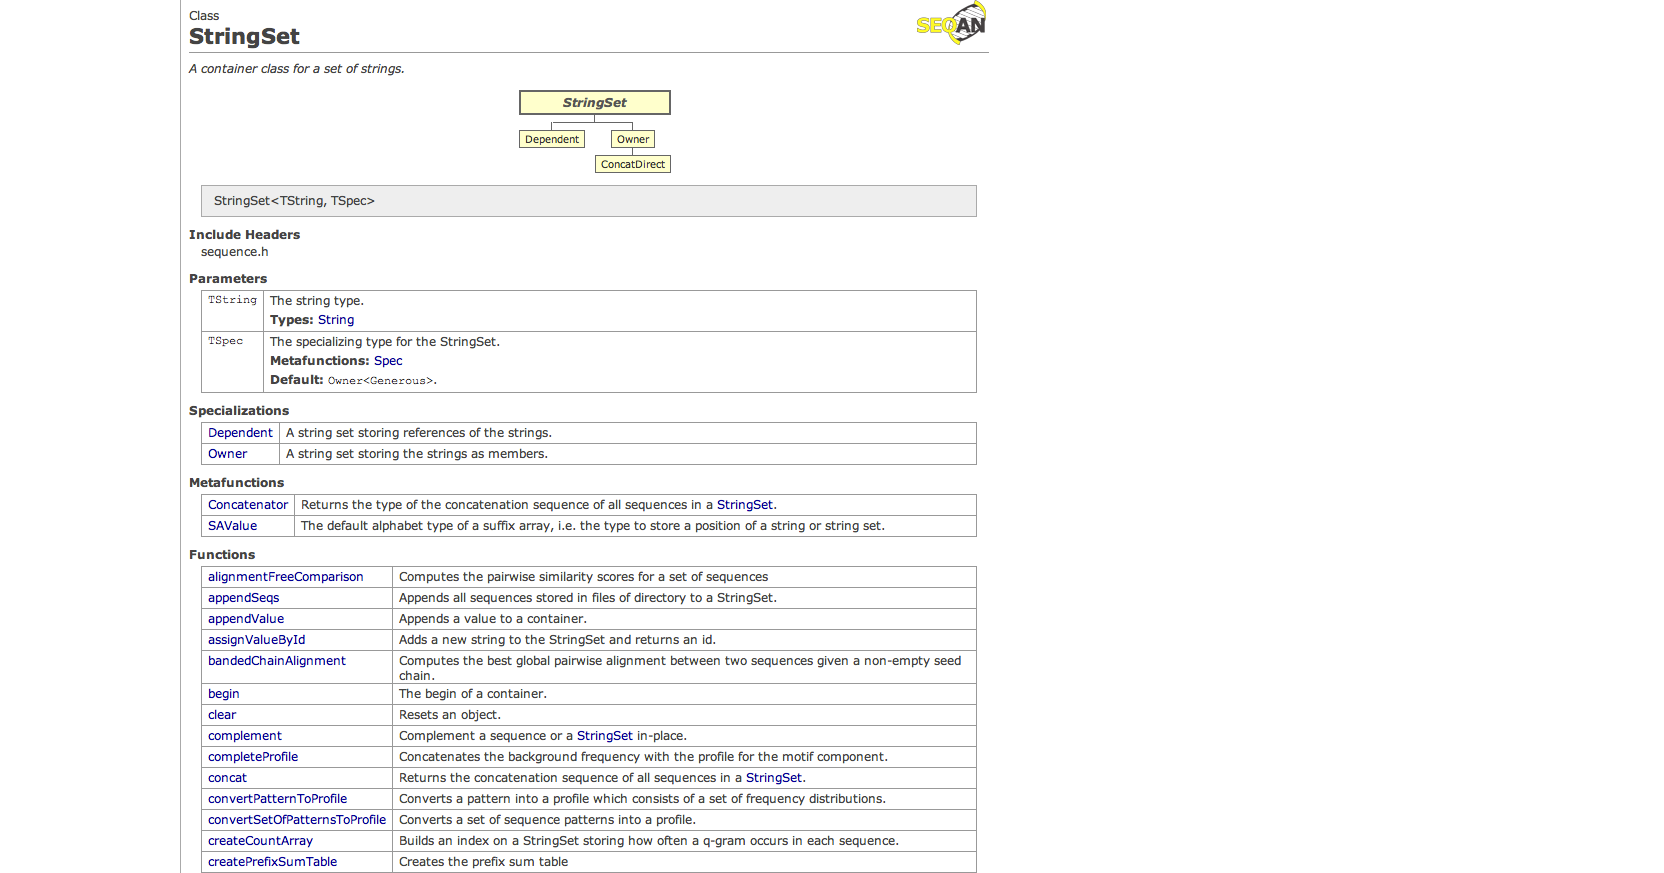 Class
SEQAN
StringSet
A container class for a set of strings.
StringSet
Dependent Owner
ConcatDirect
StringSet<TString, TSpec>
Include Headers
sequence.h
Parameters
TString The string type.
Types: String
TSpec The specializing type for the StringSet.
Metafunctions: Spec
Default: Owner<Generous>.
Specializations
Dependent A string set storing references of the strings.
Owner A string set storing the strings as members.
Metafunctions
Concatenator Returns the type of the concatenation sequence of all sequences in a StringSet.
SAValue The default alphabet type of a suffix array, i.e. the type to store a position of a string or string set.
Functions
alignmentFreeComparison Computes the pairwise similarity scores for a set of sequences
appendSeqs Appends all sequences stored in files of directory to a StringSet.
appendValue Appends a value to a container.
assignValueById Adds a new string to the StringSet and returns an id.
bandedChainAlignment Computes the best global pairwise alignment between two sequences given a non-empty seed
chain.
begin The begin of a container.
clear Resets an object.
complement Complement a sequence or a StringSet in-place.
completeProfile Concatenates the background frequency with the profile for the motif component.
concat Returns the concatenation sequence of all sequences in a StringSet.
convertPatternToProfile Converts a pattern into a profile which consists of a set of frequency distributions.
convertSetOfPatternsToProfile Converts a set of sequence patterns into a profile.
createCountArray Builds an index on a StringSet storing how often a q-gram occurs in each sequence.
createPrefixSumTable Creates the prefix sum table